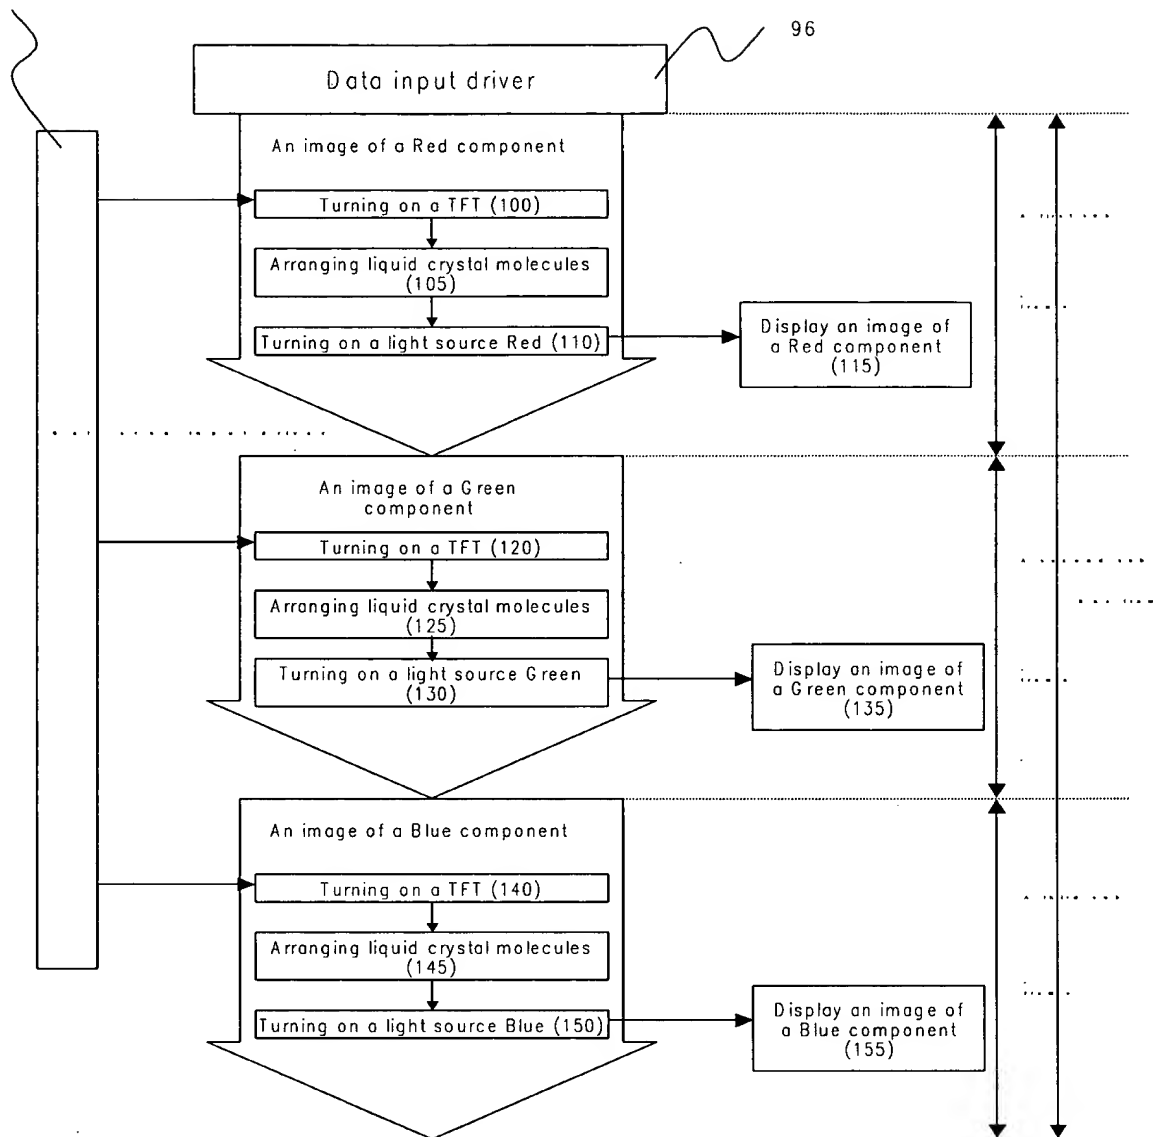 96
Data input driver
An image of a Red component
Turning on a TFT (100)
Arranging liquid crystal molecules
(105)
Turning on a light source Red (110)
Display an image of
a Red component
(115)
An image of a Green
component
Turning on a TFT (120)
Arranging liquid crystal molecules
(125)
Turning on a light source Green
(130)
Display an image of
a Green component
(135)
An image of a Blue component
Turning on a TFT (140)
Arranging liquid crystal molecules
(145)
Turning on a light source Blue (150)
Display an image of
a Blue component
(155)